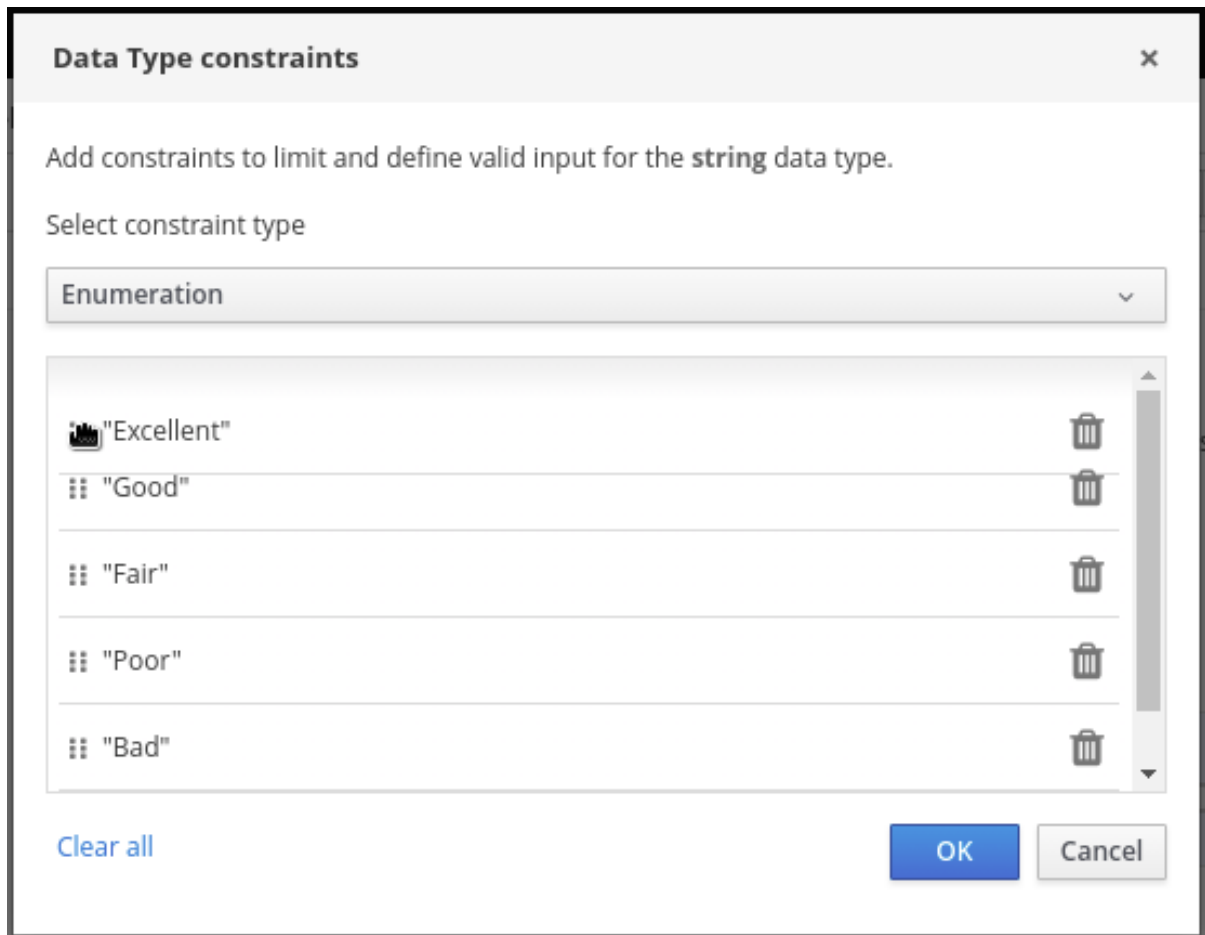 Data Type constraints
Add constraints to limit and define valid input for the string data type.
Select constraint type
Enumeration
"Excellent"
"Good"
"Fair"
"Poor"
"Bad"
Clear all
OK
Cancel